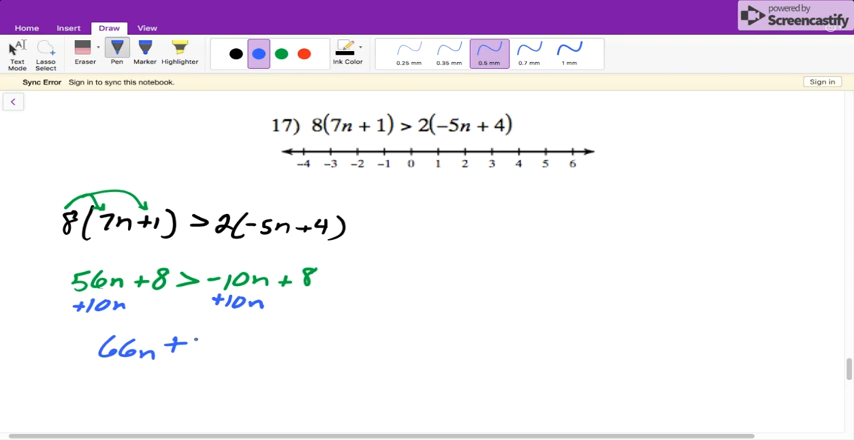 powered by
Screencastify
Home Insert Draw View
Text Mode
Lasso Select
Eraser
Pen
Marker
Highlighter
Ink Color
0.25 mm
0.35 mm
0.5 mm
0.7 mm
1 mm
Sync Error Sign in to sync this notebook.
Sign in
17) 8(7n + 1) > 2(−5n + 4)
−4 −3 −2 −1 0 1 2 3 4 5 6
8(7n+1) > 2(-5n+4)
56n + 8 > -10n + 8
+10n +10n
66n +